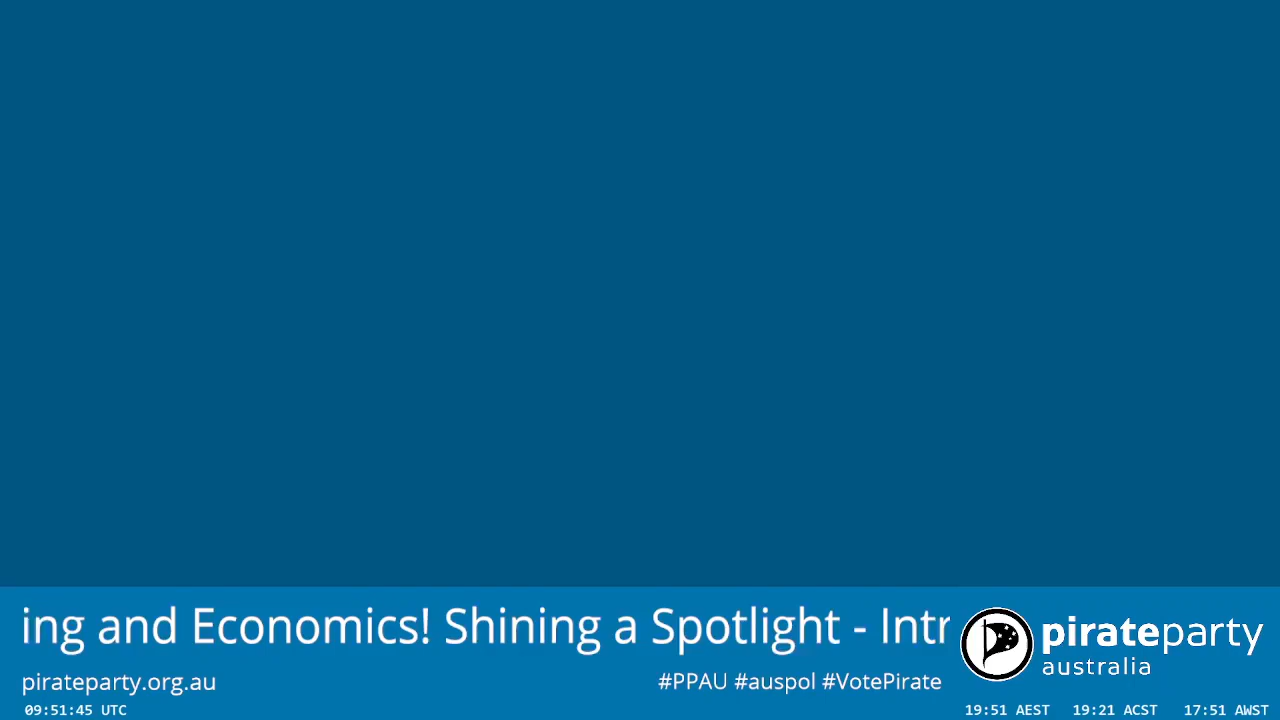 ing and Economics! Shining a Spotlight - Intr
pirateparty
australia
pirateparty.org.au
#PPAU #auspol #VotePirate
09:51:45 UTC
19:51 AEST 19:21 ACST 17:51 AWST